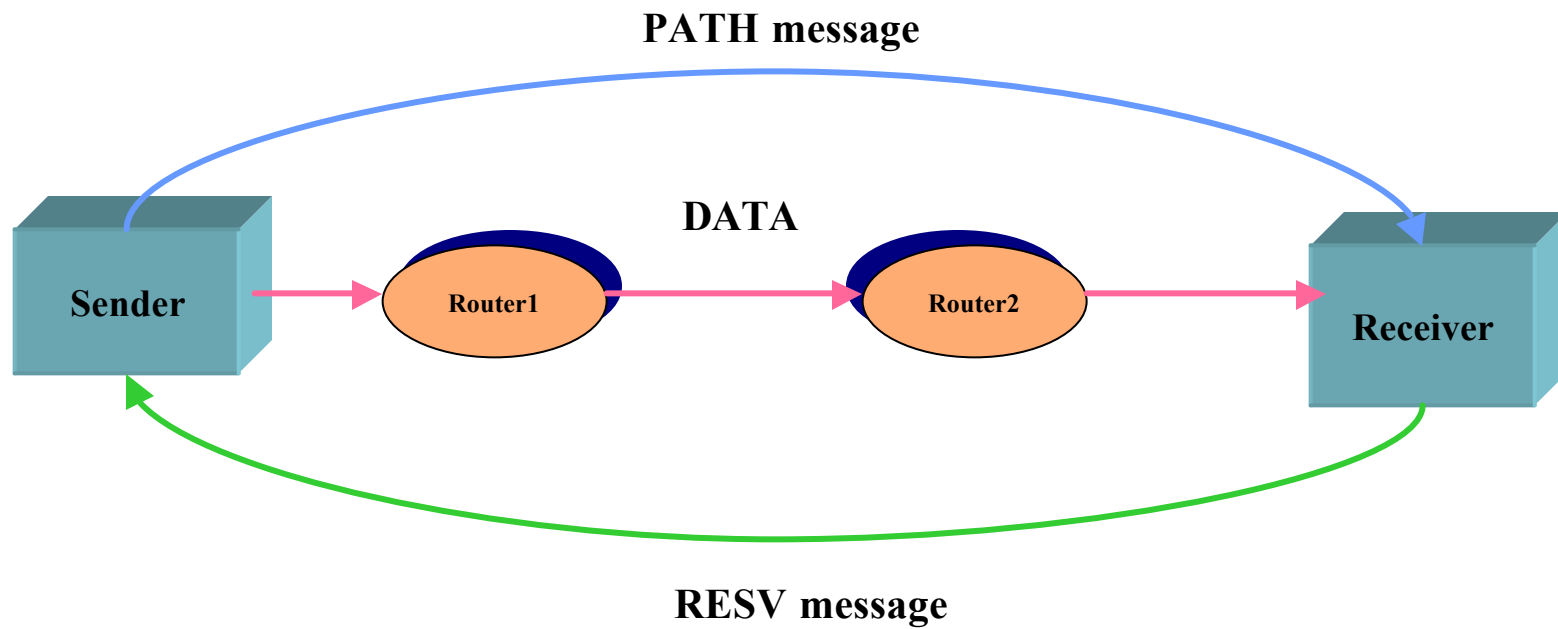 PATH message
DATA
Sender
Router1
Router2
Receiver
RESV message